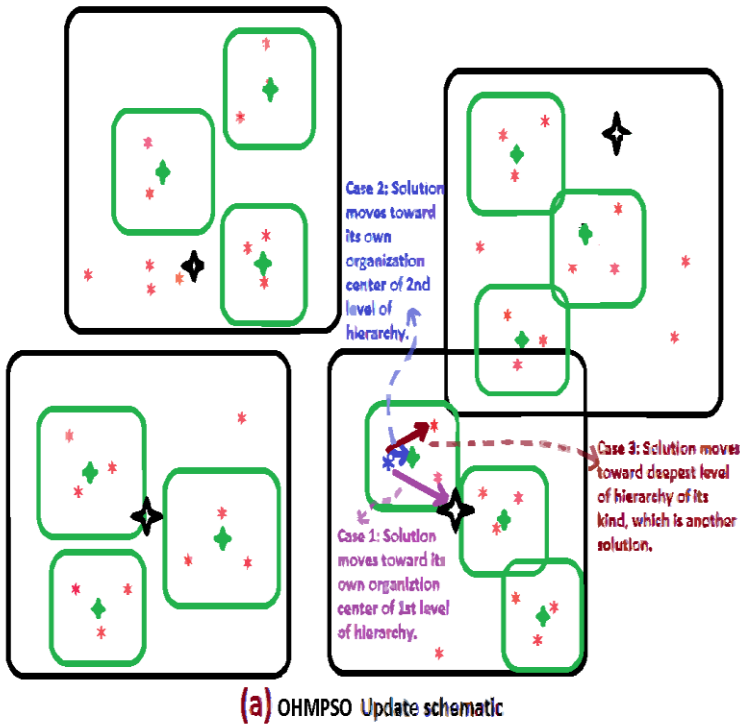 Case 2: Solution
moves toward
its own
organization
center of 2nd
level of
hierarchy.
Case 3: Solution moves
toward deepest level
of hierarchy of its
kind, which is another
solution.
Case 1: Solution
moves toward its
own organiztion
center of 1st level
of hierarchy.
(a) OHMPSO Update schematic